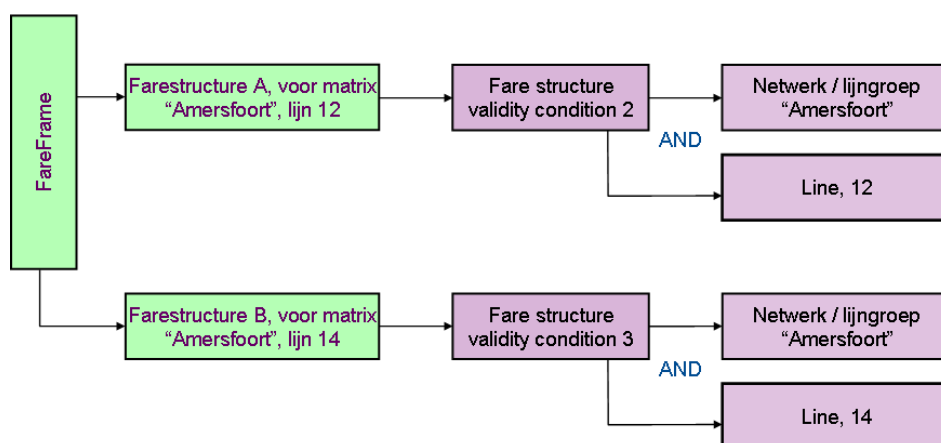 FareFrame
Farestructure A, voor matrix
“Amersfoort”, lijn 12
Fare structure
validity condition 2
AND
Netwerk / lijngroep
“Amersfoort”
Line, 12
Farestructure B, voor matrix
“Amersfoort”, lijn 14
Fare structure
validity condition 3
AND
Netwerk / lijngroep
“Amersfoort”
Line, 14